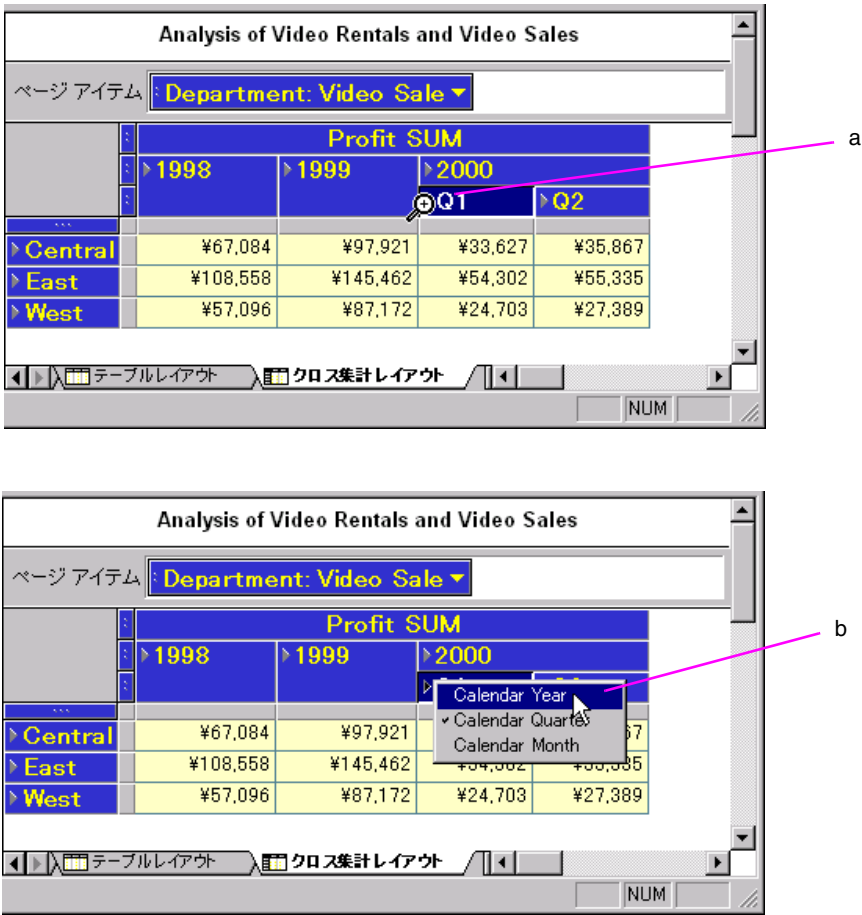 Analysis of Video Rentals and Video Sales
ページ アイテム Department: Video Sale
Profit SUM
a
1998 1999 2000
Q1 Q2
Central ¥67,084 ¥97,921 ¥33,627 ¥35,867
East ¥108,558 ¥145,462 ¥54,302 ¥55,335
West ¥57,096 ¥87,172 ¥24,703 ¥27,389
テーブルレイアウト クロス集計レイアウト
NUM
Analysis of Video Rentals and Video Sales
ページ アイテム Department: Video Sale
Profit SUM
b
1998 1999 2000
Calendar Year
Calendar Quarter
Calendar Month
Central ¥67,084 ¥97,921 67
East ¥108,558 ¥145,462 ¥54,302 ¥55,335
West ¥57,096 ¥87,172 ¥24,703 ¥27,389
テーブルレイアウト クロス集計レイアウト
NUM